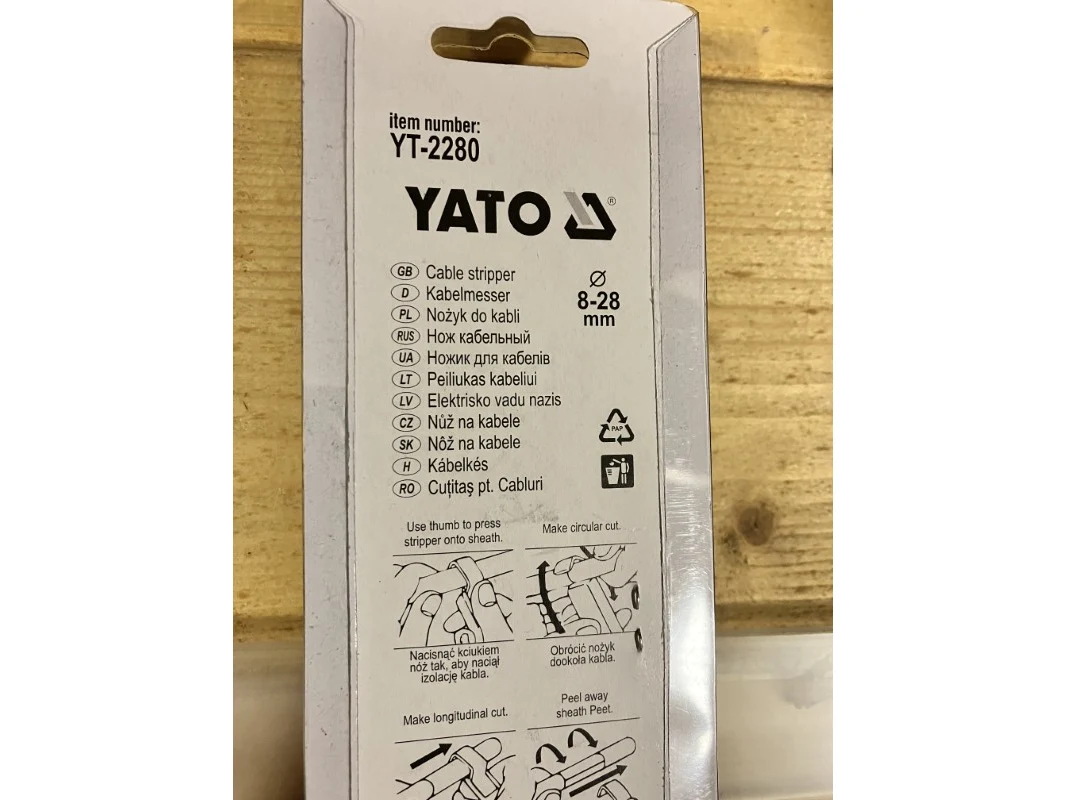 item number:
YT-2280
YATO ®
GB Cable stripper
D Kabelmesser
PL Nożyk do kabli
RUS Нож кабельный
UA Ножик для кабелів
LT Peiliukas kabeliui
LV Elektrisko vadu nazis
CZ Nůž na kabele
SK Nôž na kabele
H Kábelkés
RO Cuțitaş pt. Cabluri
⌀
8-28
mm
PAP
Use thumb to press
stripper onto sheath.
Make circular cut.
Nacisnąć kciukiem
nóż tak, aby naciął
izolację kabla.
Obrócić nożyk
dookoła kabla.
Make longitudinal cut.
Peel away
sheath Peet.